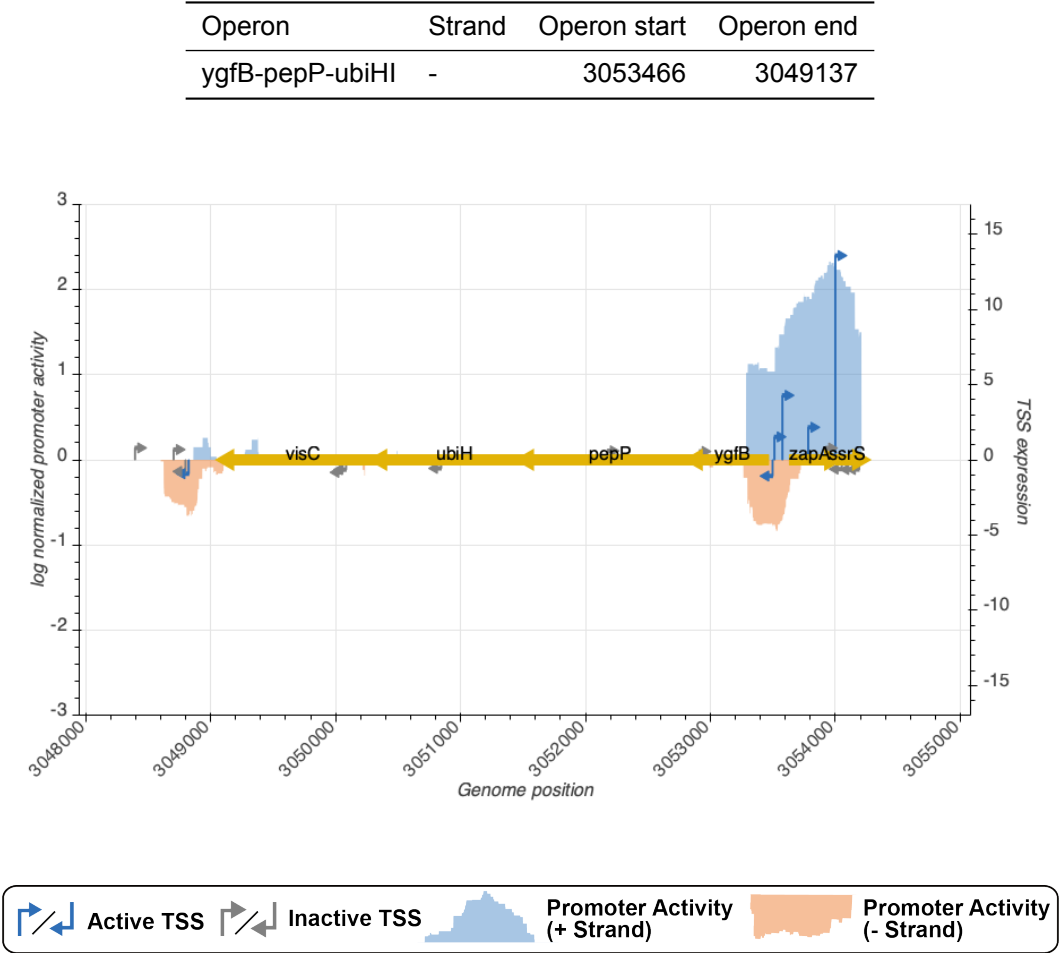 Operon Strand Operon start Operon end
ygfB-pepP-ubiHI - 3053466 3049137
3
2
1
0
-1
-2
-3
log normalized promoter activity
15
10
5
0
-5
-10
-15
TSS expression
visC ubiH pepP ygfB zapA ssrS
3048000 3049000 3050000 3051000 3052000 3053000 3054000 3055000
Genome position
Active TSS Inactive TSS Promoter Activity (+ Strand) Promoter Activity (- Strand)